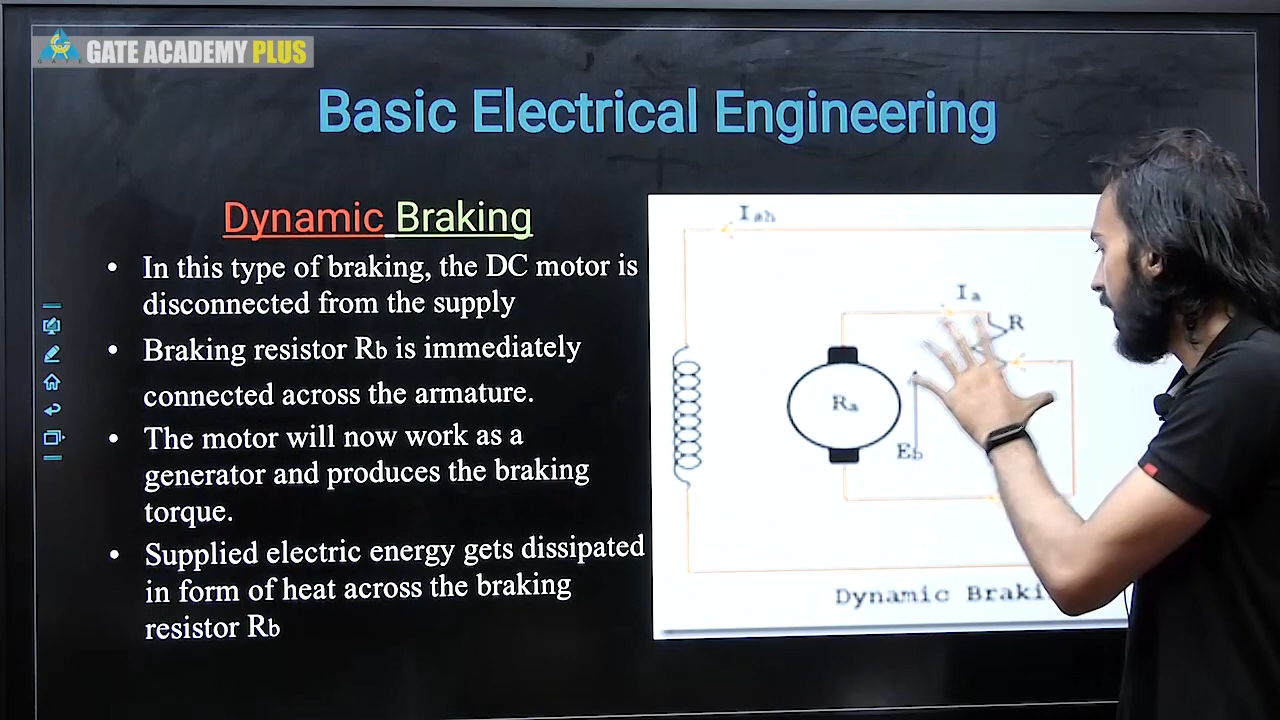 GATE ACADEMY PLUS
Basic Electrical Engineering
Dynamic Braking
• In this type of braking, the DC motor is
disconnected from the supply
• Braking resistor Rb is immediately
connected across the armature.
• The motor will now work as a
generator and produces the braking
torque.
• Supplied electric energy gets dissipated
in form of heat across the braking
resistor Rb
Ish
Ia
R
Ra
Eb
Dynamic